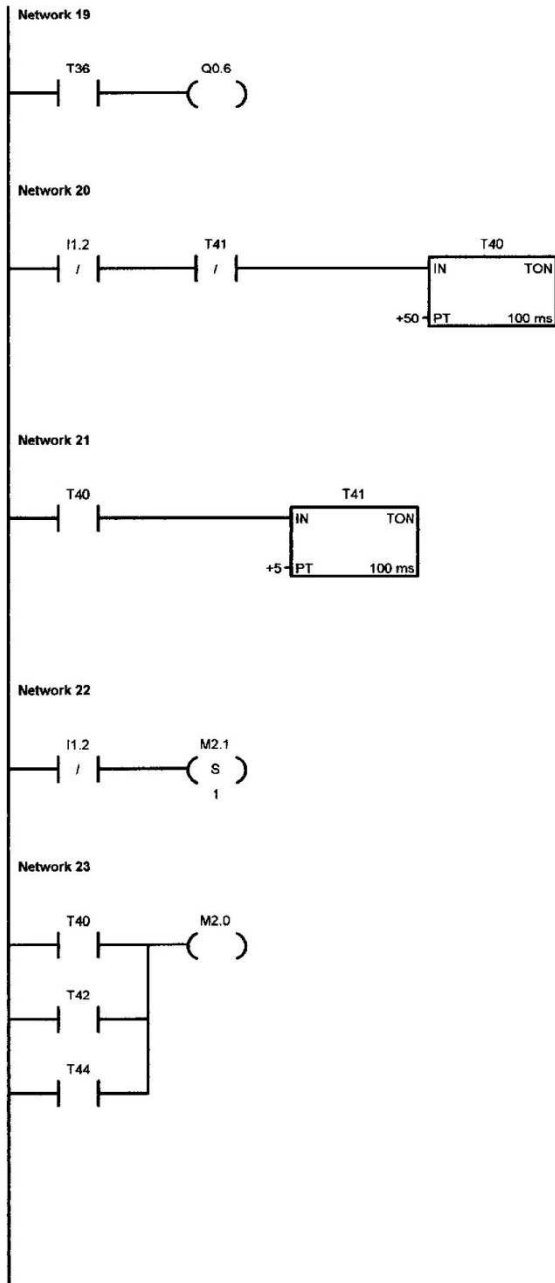 Network 19
T36 Q0.6
Network 20
I1.2 T41 T40
/ / IN TON
+50 PT 100 ms
Network 21
T40 T41
IN TON
+5 PT 100 ms
Network 22
I1.2 M2.1
/ S
1
Network 23
T40 M2.0
T42
T44